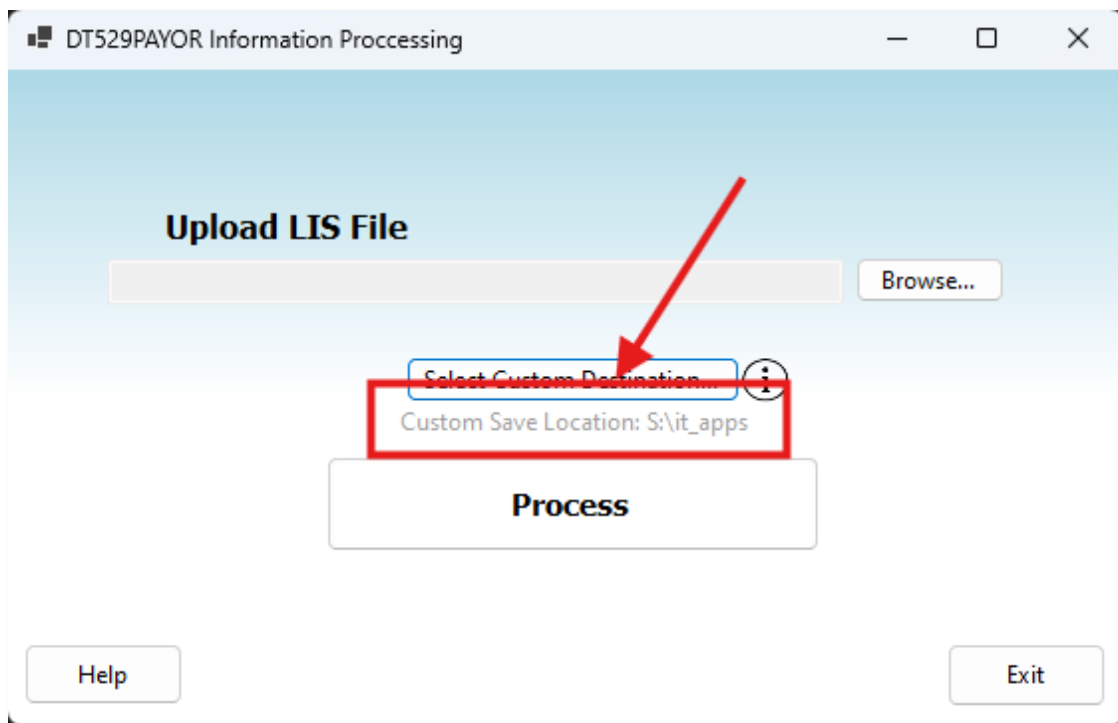 DT529PAYOR Information Proccessing
Upload LIS File
Browse...
Select Custom Destination...
Custom Save Location: S:\it_apps
Process
Help
Exit